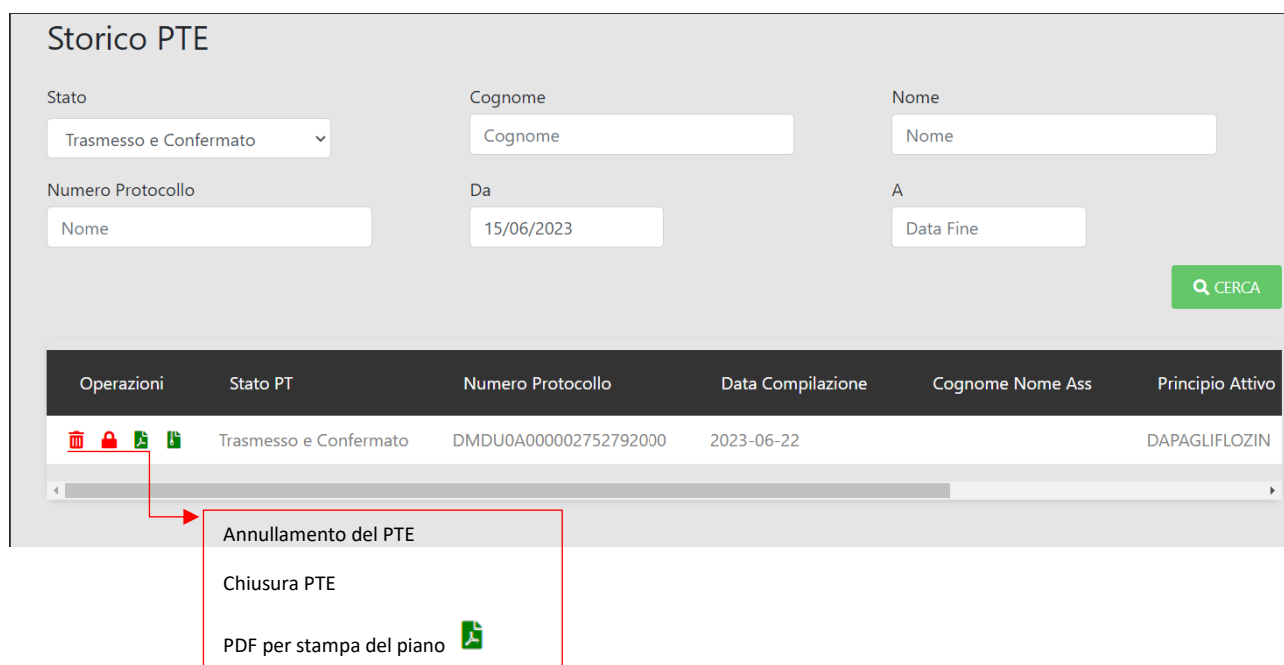 Storico PTE
Stato Cognome Nome
Trasmesso e Confermato Cognome Nome
Numero Protocollo Da A
Nome 15/06/2023 Data Fine
CERCA
Operazioni Stato PT Numero Protocollo Data Compilazione Cognome Nome Ass Principio Attivo
Trasmesso e Confermato DMDU0A000002752792000 2023-06-22 DAPAGLIFLOZIN
Annullamento del PTE
Chiusura PTE
PDF per stampa del piano